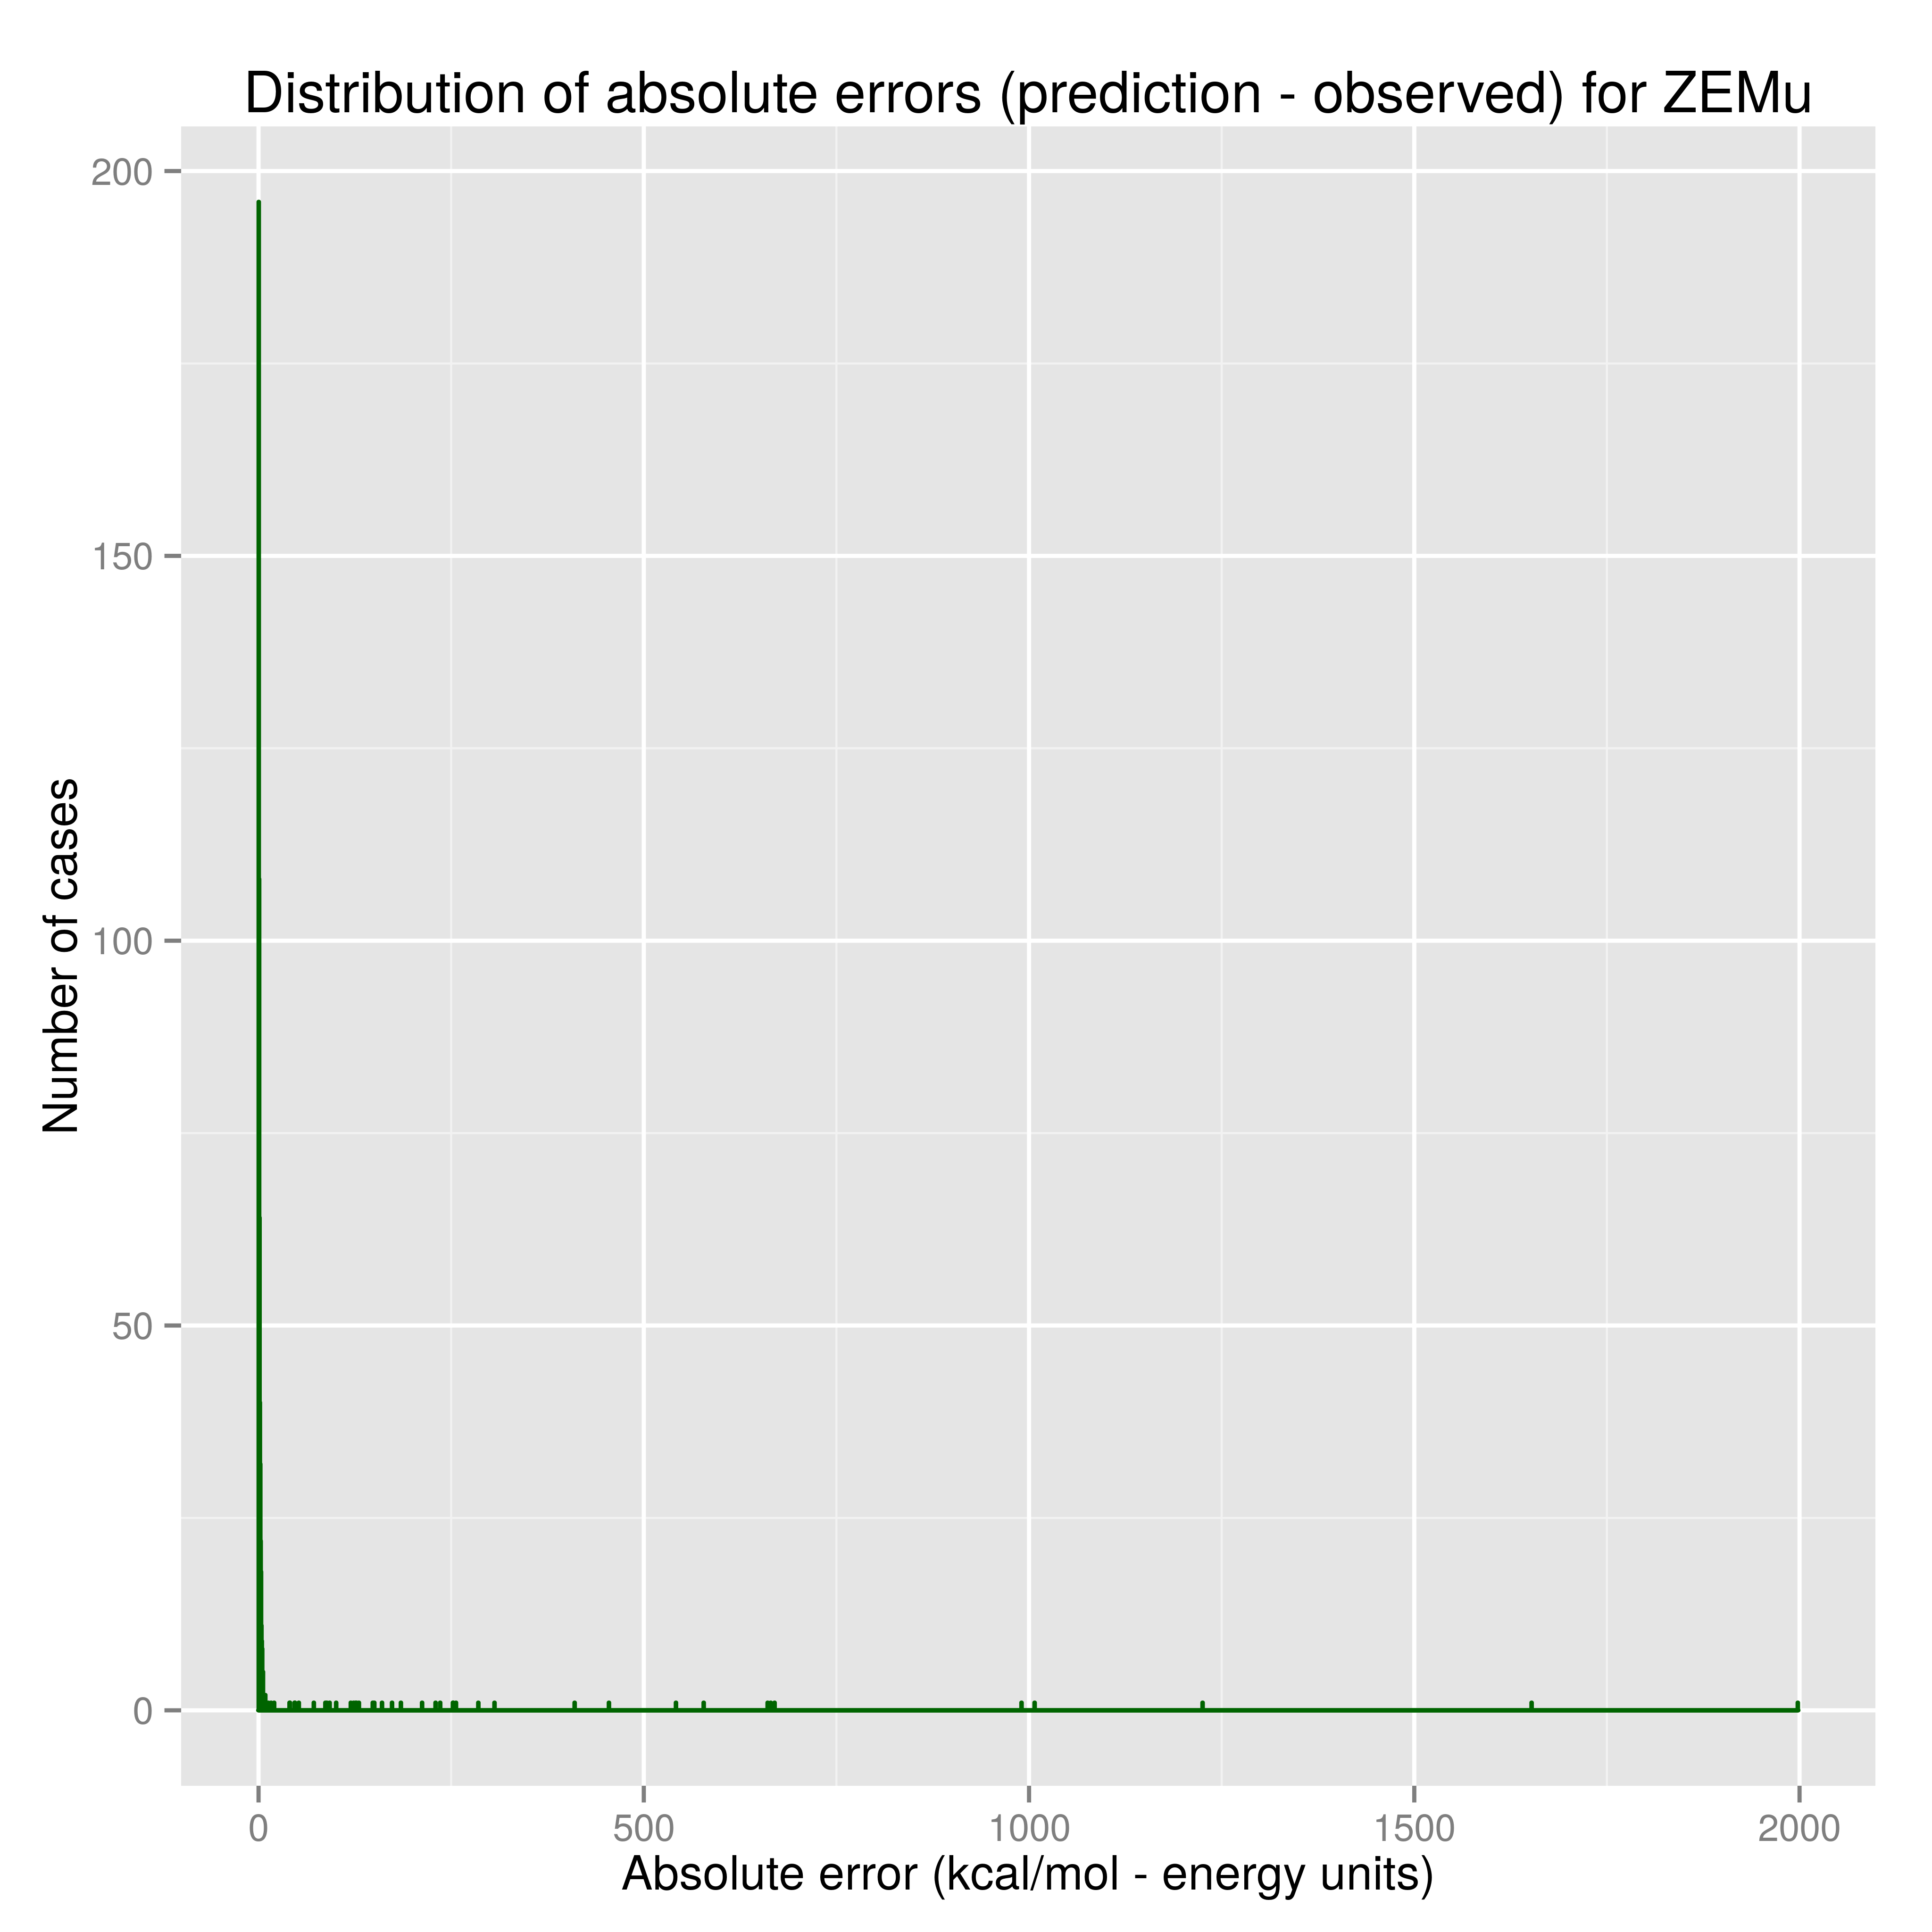 Distribution of absolute errors (prediction - observed) for ZEMu
200
150
100
50
0
Number of cases
0 500 1000 1500 2000
Absolute error (kcal/mol - energy units)